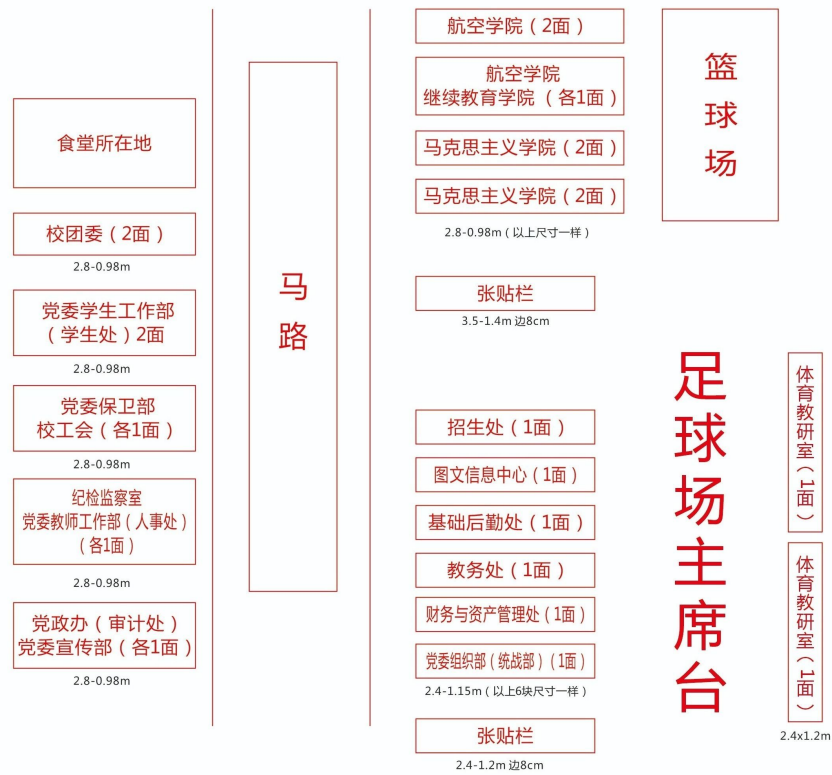 食堂所在地
校团委（2面）
2.8-0.98m
党委学生工作部
（学生处）2面
2.8-0.98m
党委保卫部
校工会（各1面）
2.8-0.98m
纪检监察室
党委教师工作部（人事处）
（各1面）
2.8-0.98m
党政办（审计处）
党委宣传部（各1面）
2.8-0.98m
马路
航空学院（2面）
航空学院
继续教育学院（各1面）
马克思主义学院（2面）
马克思主义学院（2面）
2.8-0.98m（以上尺寸一样）
张贴栏
3.5-1.4m 边8cm
招生处（1面）
图文信息中心（1面）
基础后勤处（1面）
教务处（1面）
财务与资产管理处（1面）
党委组织部（统战部）（1面）
2.4-1.15m（以上6块尺寸一样）
张贴栏
2.4-1.2m 边8cm
篮球场
足球场主席台
体育教研室（1面）
体育教研室（1面）
2.4x1.2m